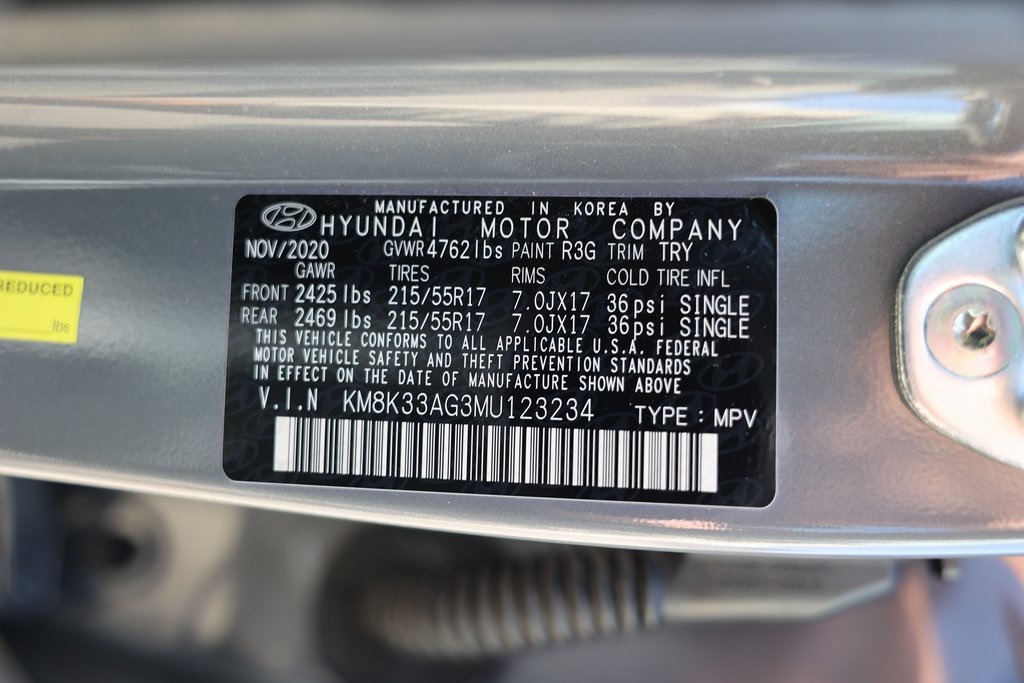 MANUFACTURED IN KOREA BY
HYUNDAI MOTOR COMPANY
NOV/2020 GVWR 4762 lbs PAINT R3G TRIM TRY
GAWR TIRES RIMS COLD TIRE INFL
FRONT 2425 lbs 215/55R17 7.0JX17 36psi SINGLE
REAR 2469 lbs 215/55R17 7.0JX17 36psi SINGLE
THIS VEHICLE CONFORMS TO ALL APPLICABLE U.S.A. FEDERAL
MOTOR VEHICLE SAFETY AND THEFT PREVENTION STANDARDS
IN EFFECT ON THE DATE OF MANUFACTURE SHOWN ABOVE
V.I.N KM8K33AG3MU123234 TYPE : MPV
REDUCED
lbs